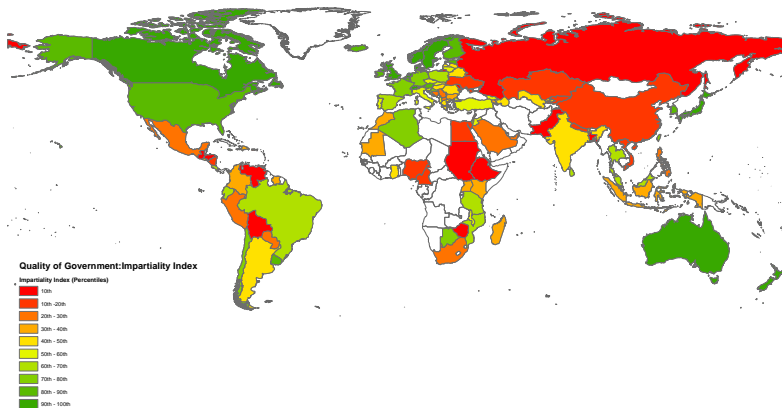 Quality of Government:Impartiality Index
Impartiality Index (Percentiles)
10th
10th -20th
20th - 30th
30th - 40th
40th - 50th
50th - 60th
60th - 70th
70th - 80th
80th - 90th
90th - 100th